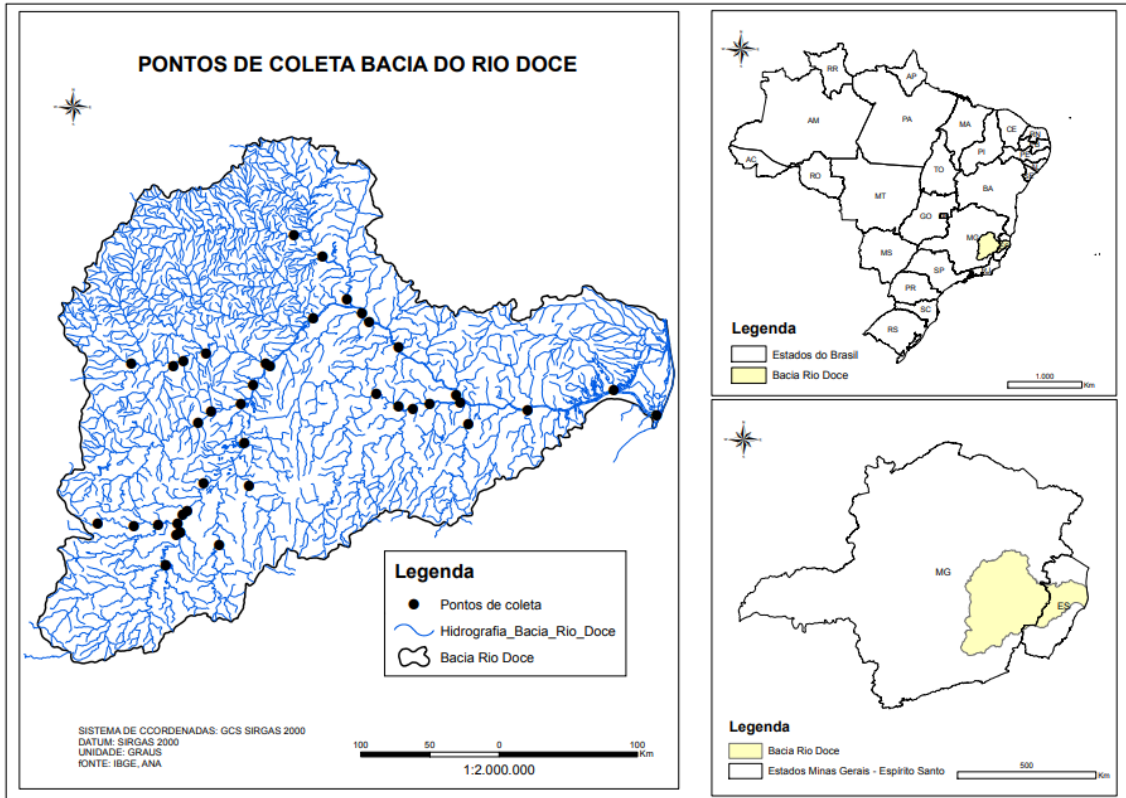 PONTOS DE COLETA BACIA DO RIO DOCE
Legenda
Pontos de coleta
Hidrografia_Bacia_Rio_Doce
Bacia Rio Doce
SISTEMA DE CCORDENADAS: GCS SIRGAS 2000
DATUM: SIRGAS 2000
UNIDADE: GRAUS
fONTE: IBGE, ANA
100 50 0 100
Km
1:2.000.000
RR
AP
AM
PA
MA
CE
RN
PI
AC
TO
RO
BA
MT
GO
MG
MS
SP
PR
SC
RS
Legenda
Estados do Brasil
Bacia Rio Doce
1.000
Km
MG
ES
Legenda
Bacia Rio Doce
Estados Minas Gerais - Espírito Santo
500
Km